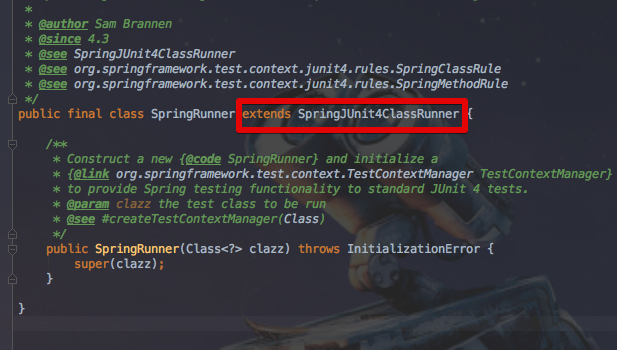 *
* @author Sam Brannen
* @since 4.3
* @see SpringJUnit4ClassRunner
* @see org.springframework.test.context.junit4.rules.SpringClassRule
* @see org.springframework.test.context.junit4.rules.SpringMethodRule
*/
public final class SpringRunner extends SpringJUnit4ClassRunner {
/**
* Construct a new {@code SpringRunner} and initialize a
* {@link org.springframework.test.context.TestContextManager TestContextManager}
* to provide Spring testing functionality to standard JUnit 4 tests.
* @param clazz the test class to be run
* @see #createTestContextManager(Class)
*/
public SpringRunner(Class<?> clazz) throws InitializationError {
super(clazz);
}
}